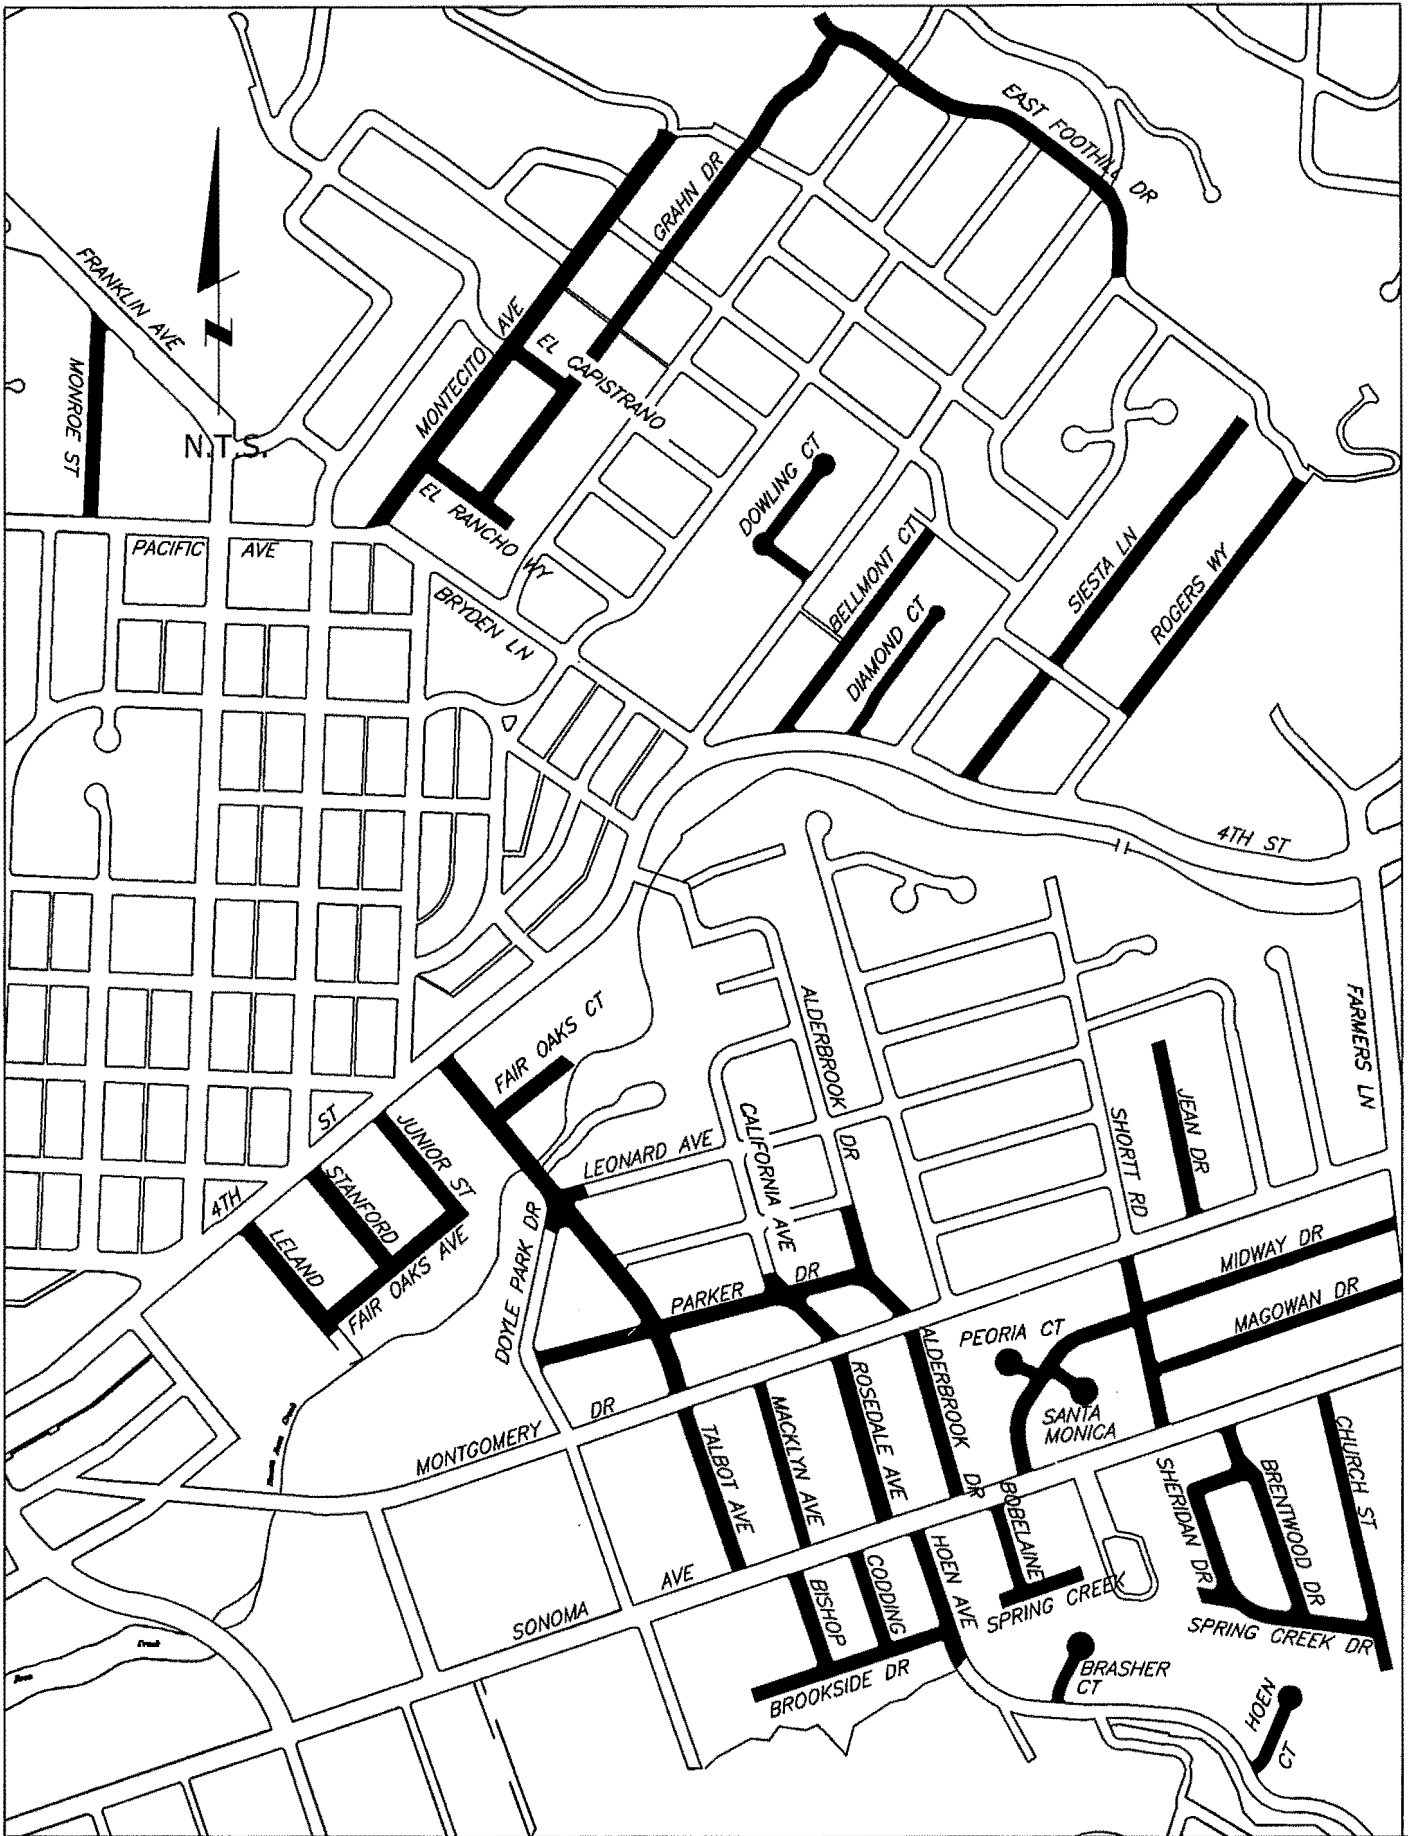 EAST FOOTHILL DR
GRAHN DR
FRANKLIN AVE
MONTECITO AVE
EL CAPISTRANO
MONROE ST
N
N.T.S.
EL RANCHO WY
DOWLING CT
BELLMONT CT
DIAMOND CT
SIESTA LN
ROGERS WY
PACIFIC AVE
BRYDEN LN
4TH ST
FARMERS LN
FAIR OAKS CT
ALDERBROOK DR
CALIFORNIA AVE
LEONARD AVE
SHORTT RD
JEAN DR
4TH ST
JUNIOR ST
STANFORD
LELAND
FAIR OAKS AVE
DOYLE PARK DR
PARKER DR
MIDWAY DR
MAGOWAN DR
PEORIA CT
SANTA
MONICA
ALDERBROOK DR
ROSEDALE AVE
MACKLYN AVE
TALBOT AVE
MONTGOMERY DR
CHURCH ST
BRENTWOOD DR
SHERIDAN DR
BOBELAINE
SPRING CREEK
HOEN AVE
CODDING
BISHOP
SONOMA AVE
SPRING CREEK DR
BROOKSIDE DR
BRASHER
CT
HOEN
CT
Creek